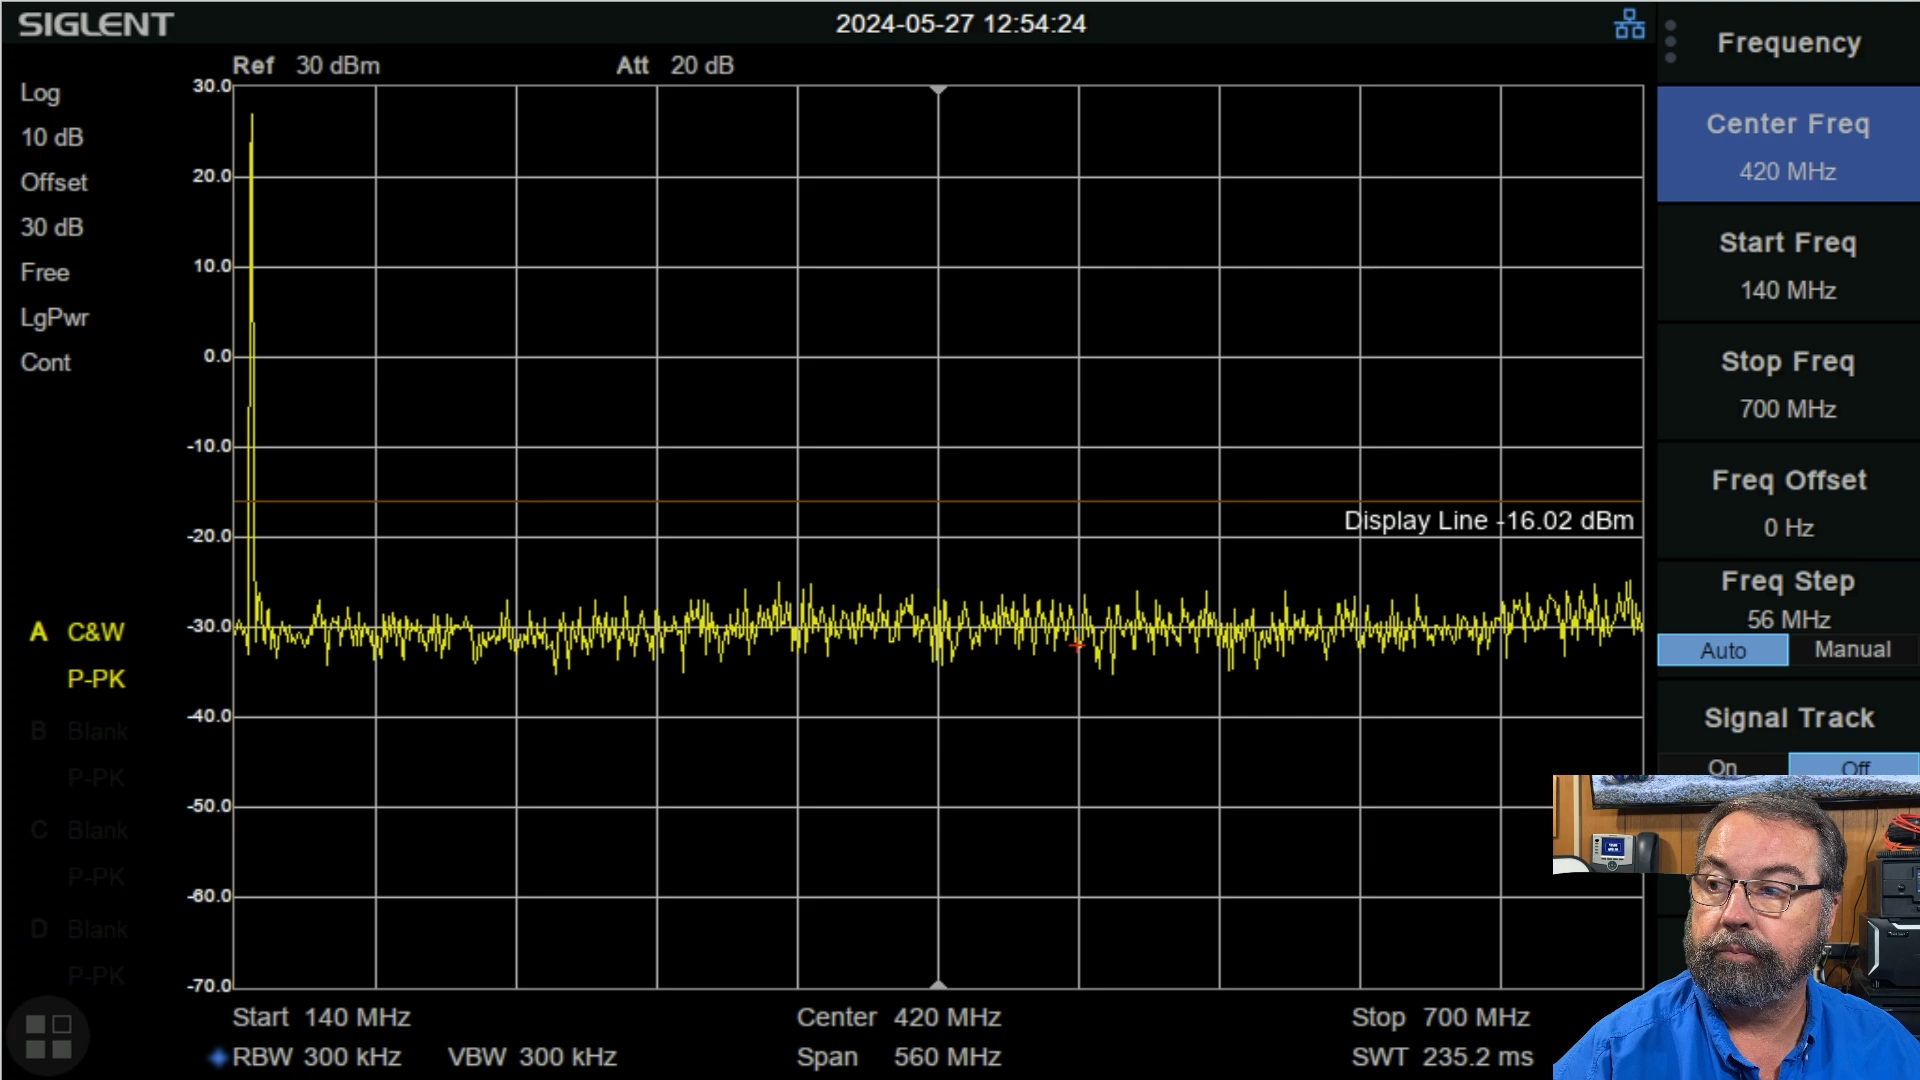 SIGLENT
2024-05-27 12:54:24
Frequency
Ref 30 dBm
Att 20 dB
Log
10 dB
Offset
30 dB
Free
LgPwr
Cont
30.0
20.0
10.0
0.0
-10.0
-20.0
-30.0
-40.0
-50.0
-60.0
-70.0
Display Line -16.02 dBm
A C&W
P-PK
B Blank
P-PK
C Blank
P-PK
D Blank
P-PK
Start 140 MHz
Center 420 MHz
Stop 700 MHz
RBW 300 kHz
VBW 300 kHz
Span 560 MHz
SWT 235.2 ms
Center Freq
420 MHz
Start Freq
140 MHz
Stop Freq
700 MHz
Freq Offset
0 Hz
Freq Step
56 MHz
Auto Manual
Signal Track
On Off